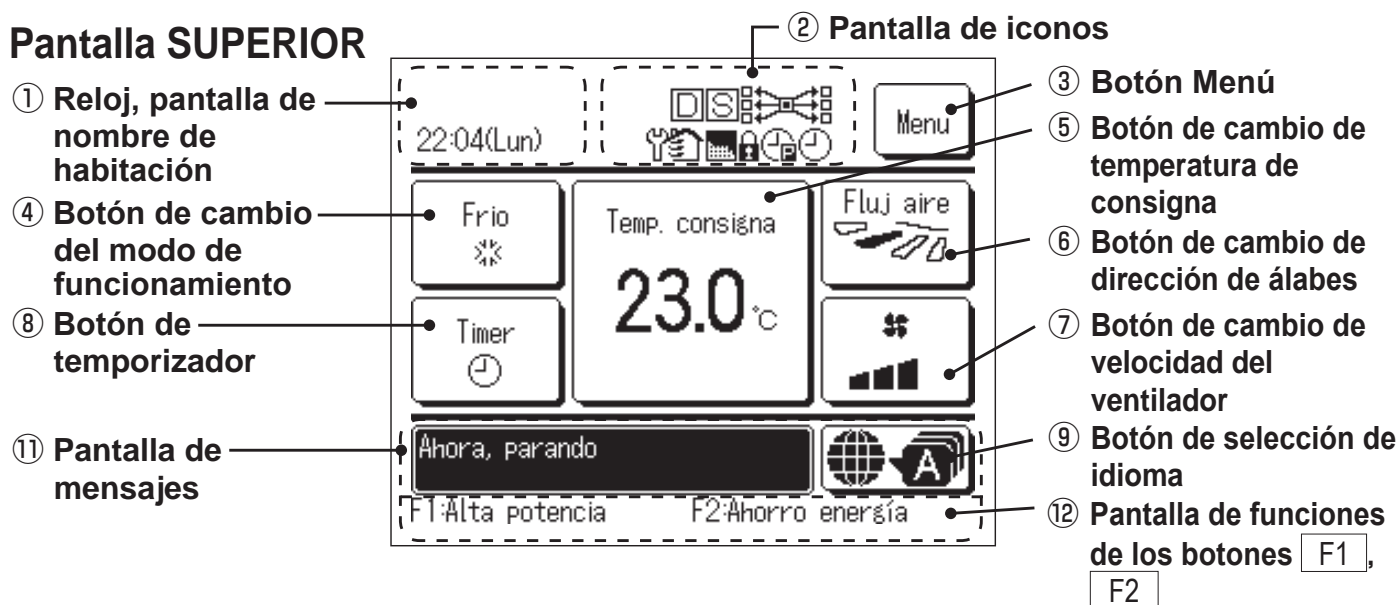 Pantalla SUPERIOR
② Pantalla de iconos
① Reloj, pantalla de
nombre de
habitación
④ Botón de cambio
del modo de
funcionamiento
⑧ Botón de
temporizador
⑪ Pantalla de
mensajes
22:04(Lun)
D S
P
Menu
Frio
Temp. consigna
23.0 °C
Fluj aire
Timer
Ahora, parando
A
F1:Alta potencia F2:Ahorro energía
③ Botón Menú
⑤ Botón de cambio de
temperatura de
consigna
⑥ Botón de cambio de
dirección de álabes
⑦ Botón de cambio de
velocidad del
ventilador
⑨ Botón de selección de
idioma
⑫ Pantalla de funciones
de los botones F1 ,
F2